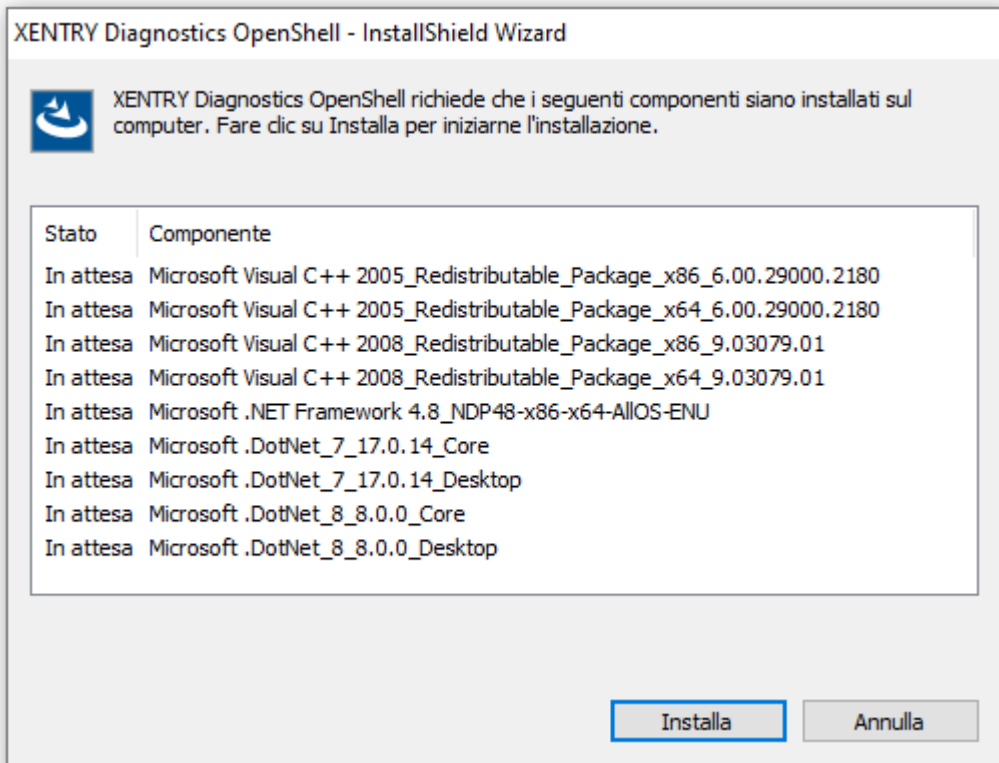 XENTRY Diagnostics OpenShell - InstallShield Wizard
XENTRY Diagnostics OpenShell richiede che i seguenti componenti siano installati sul
computer. Fare clic su Installa per iniziarne l'installazione.
Stato Componente
In attesa Microsoft Visual C++ 2005_Redistributable_Package_x86_6.00.29000.2180
In attesa Microsoft Visual C++ 2005_Redistributable_Package_x64_6.00.29000.2180
In attesa Microsoft Visual C++ 2008_Redistributable_Package_x86_9.03079.01
In attesa Microsoft Visual C++ 2008_Redistributable_Package_x64_9.03079.01
In attesa Microsoft .NET Framework 4.8_NDP48-x86-x64-AllOS-ENU
In attesa Microsoft .DotNet_7_17.0.14_Core
In attesa Microsoft .DotNet_7_17.0.14_Desktop
In attesa Microsoft .DotNet_8_8.0.0_Core
In attesa Microsoft .DotNet_8_8.0.0_Desktop
Installa Annulla